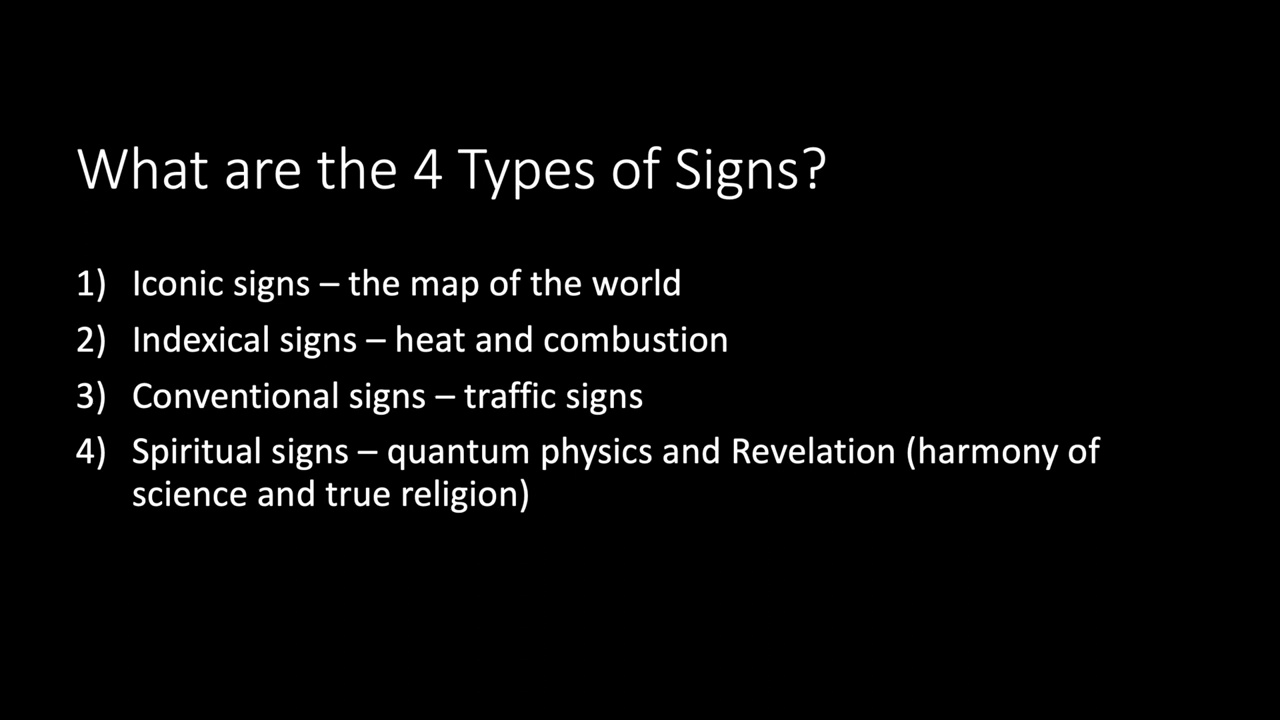 What are the 4 Types of Signs?
1) Iconic signs – the map of the world
2) Indexical signs – heat and combustion
3) Conventional signs – traffic signs
4) Spiritual signs – quantum physics and Revelation (harmony of
science and true religion)